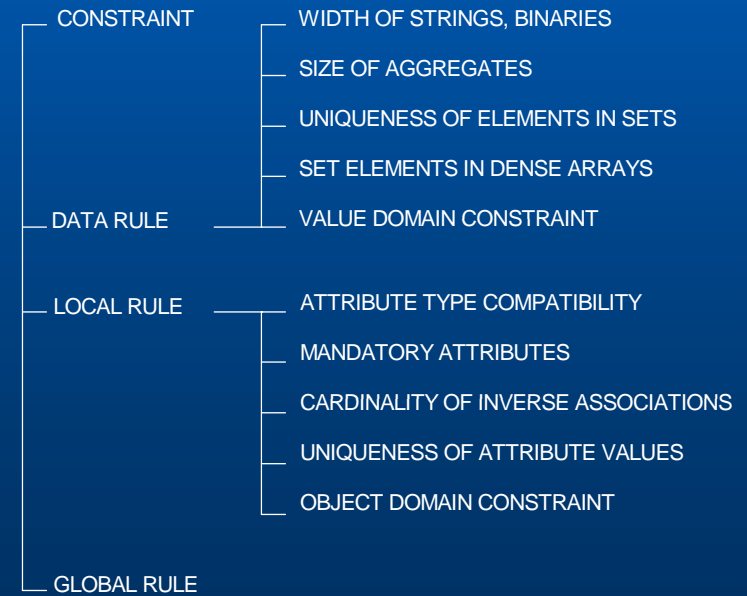 CONSTRAINT
WIDTH OF STRINGS, BINARIES
SIZE OF AGGREGATES
UNIQUENESS OF ELEMENTS IN SETS
SET ELEMENTS IN DENSE ARRAYS
DATA RULE
VALUE DOMAIN CONSTRAINT
LOCAL RULE
ATTRIBUTE TYPE COMPATIBILITY
MANDATORY ATTRIBUTES
CARDINALITY OF INVERSE ASSOCIATIONS
UNIQUENESS OF ATTRIBUTE VALUES
OBJECT DOMAIN CONSTRAINT
GLOBAL RULE